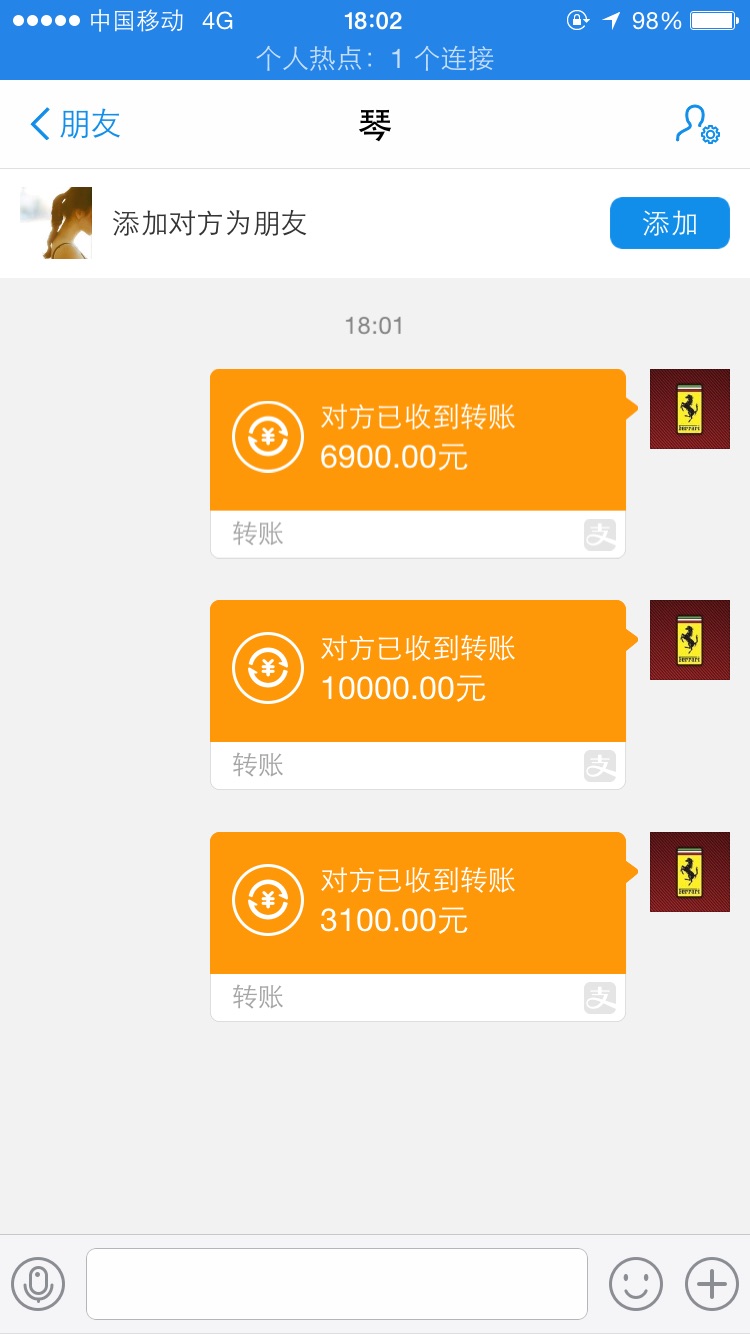 中国移动 4G 18:02 98%
个人热点：1 个连接
朋友 琴
添加对方为朋友 添加
18:01
对方已收到转账
6900.00元
转账 支
对方已收到转账
10000.00元
转账 支
对方已收到转账
3100.00元
转账 支